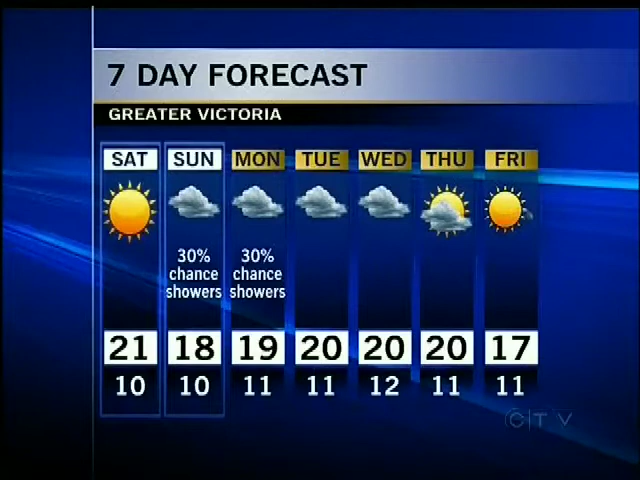 7 DAY FORECAST
GREATER VICTORIA
SAT SUN MON TUE WED THU FRI
30% 30%
chance chance
showers showers
21 18 19 20 20 20 17
10 10 11 11 12 11 11
CTV